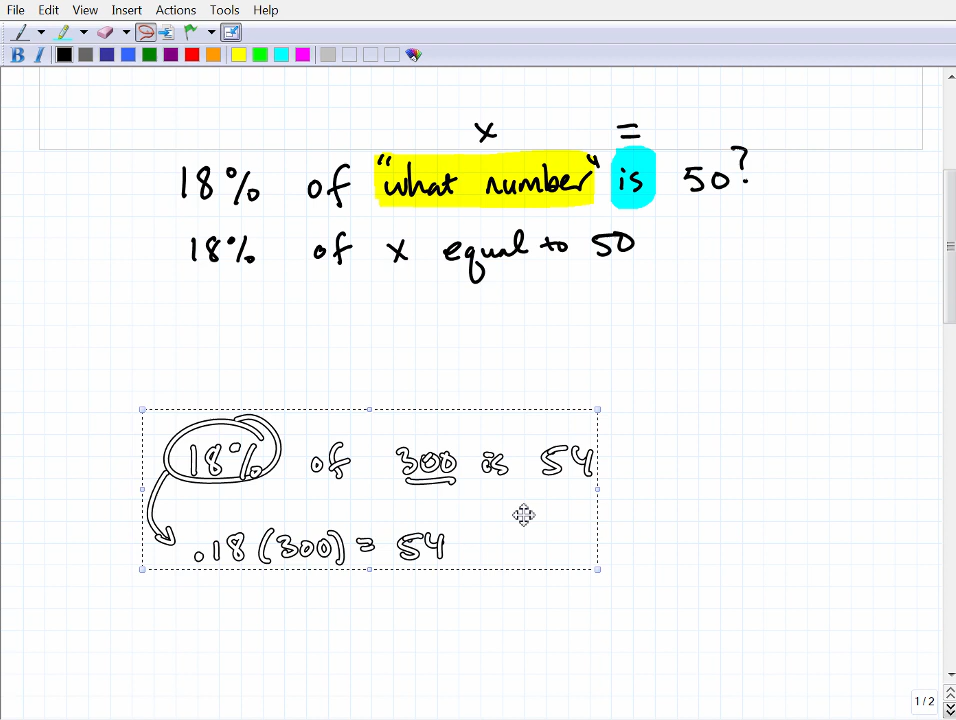 File Edit View Insert Actions Tools Help
B I
x =
18% of "what number" is 50?
18% of x equal to 50
18% of 300 is 54
.18 (300) = 54
1 / 2